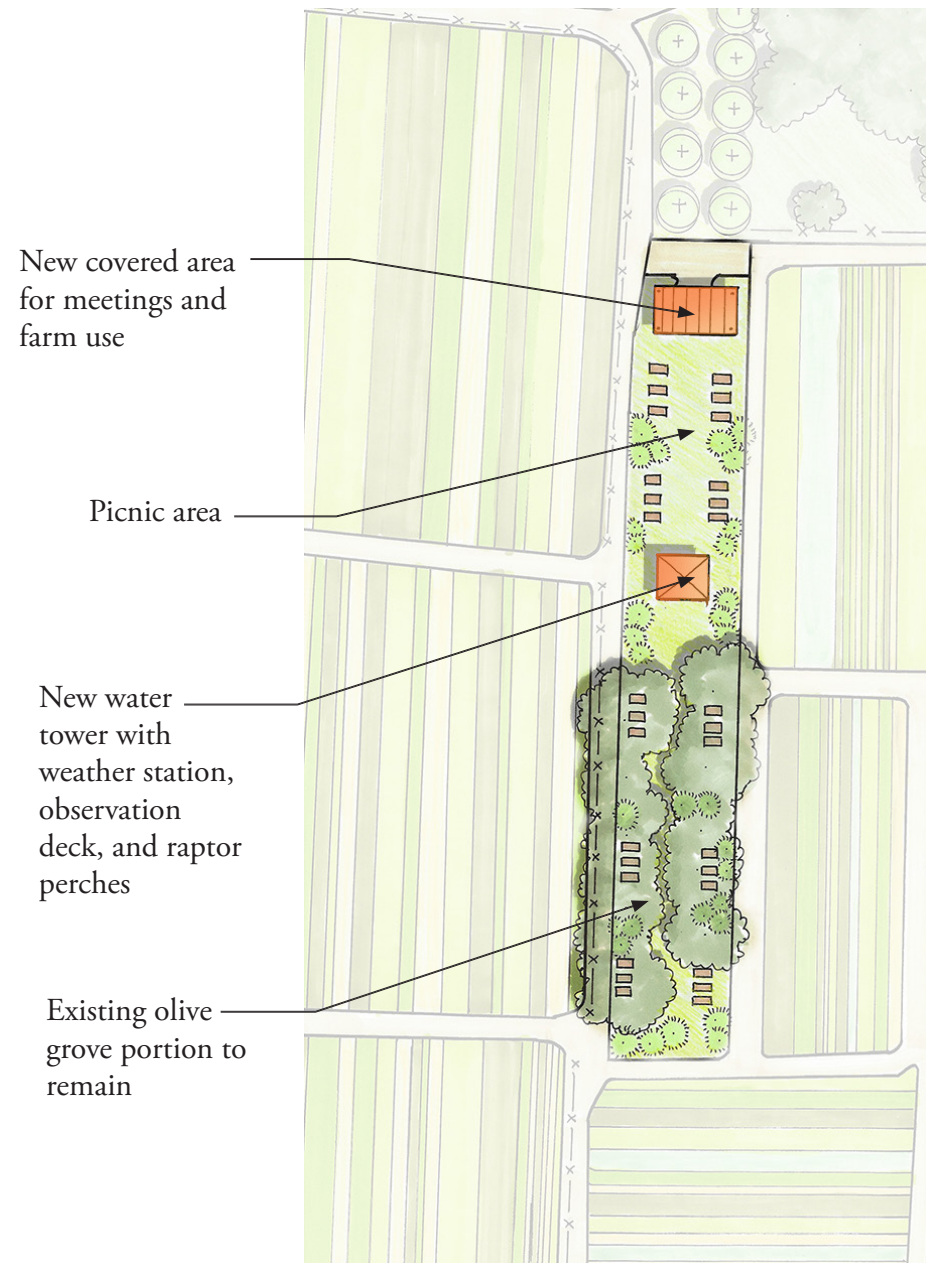 New covered area
for meetings and
farm use
Picnic area
New water
tower with
weather station,
observation
deck, and raptor
perches
Existing olive
grove portion to
remain